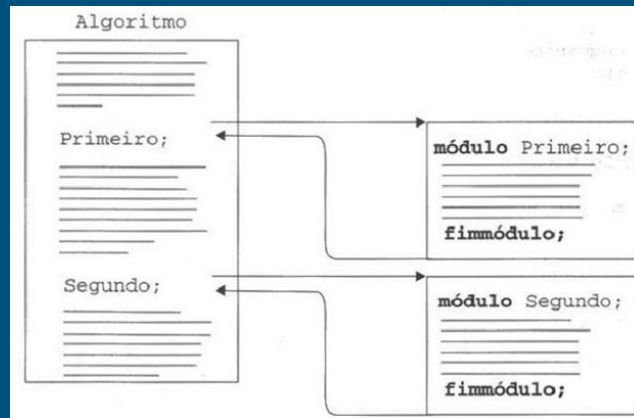 Algoritmo
Primeiro;
módulo Primeiro;
fimmódulo;
Segundo;
módulo Segundo;
fimmódulo;